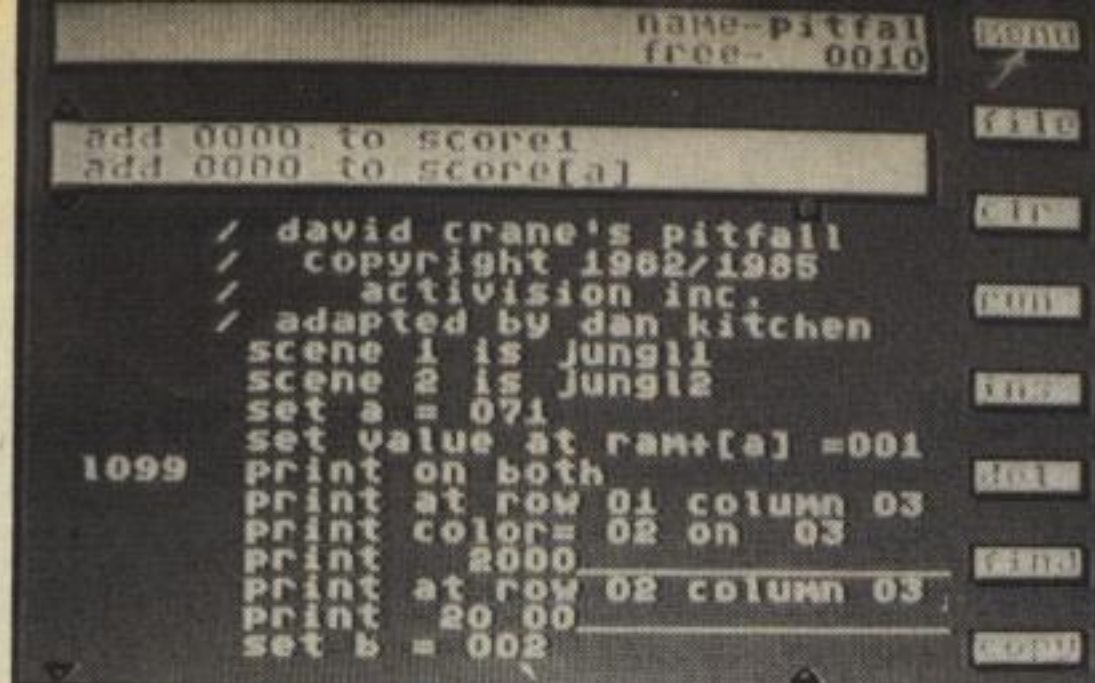 name-pitfal
free- 0010
menu
file
clr
run
ins
del
find
copy
add 0000 to score1
add 0000 to score[a]
/ david crane's pitfall
/ copyright 1982/1985
/ activision inc.
/ adapted by dan kitchen
scene 1 is jungl1
scene 2 is jungl2
set a = 071
set value at ram+[a] =001
1099 print on both
print at row 01 column 03
print color= 02 on 03
print 2000
print at row 02 column 03
print 20 00
set b = 002